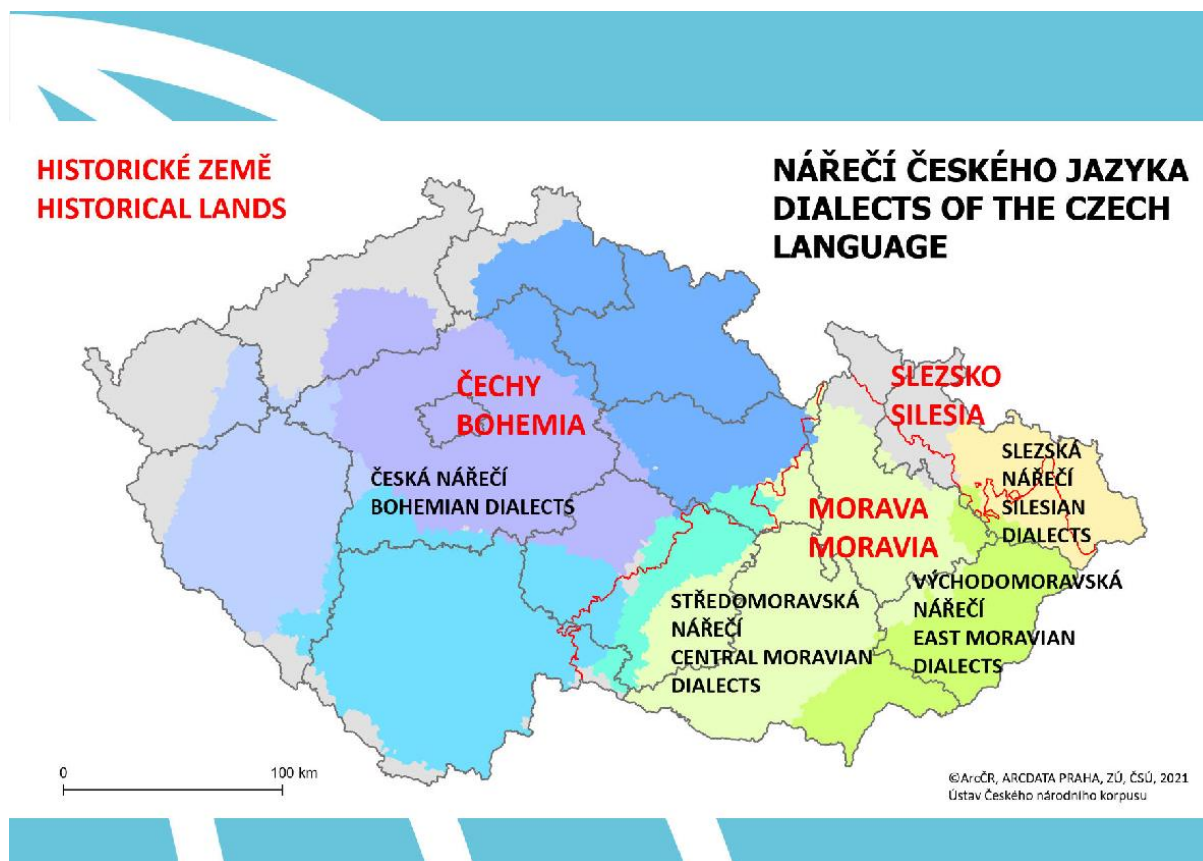 HISTORICKÉ ZEMĚ
HISTORICAL LANDS
NÁŘEČÍ ČESKÉHO JAZYKA
DIALECTS OF THE CZECH
LANGUAGE
ČECHY
BOHEMIA
ČESKÁ NÁŘEČÍ
BOHEMIAN DIALECTS
SLEZSKO
SILESIA
SLEZSKÁ
NÁŘEČÍ
SILESIAN
DIALECTS
MORAVA
MORAVIA
STŘEDOMORAVSKÁ
NÁŘEČÍ
CENTRAL MORAVIAN
DIALECTS
VÝCHODOMORAVSKÁ
NÁŘEČÍ
EAST MORAVIAN
DIALECTS
0 100 km
©ArcČR, ARCDATA PRAHA, ZÚ, ČSÚ, 2021
Ústav Českého národního korpusu